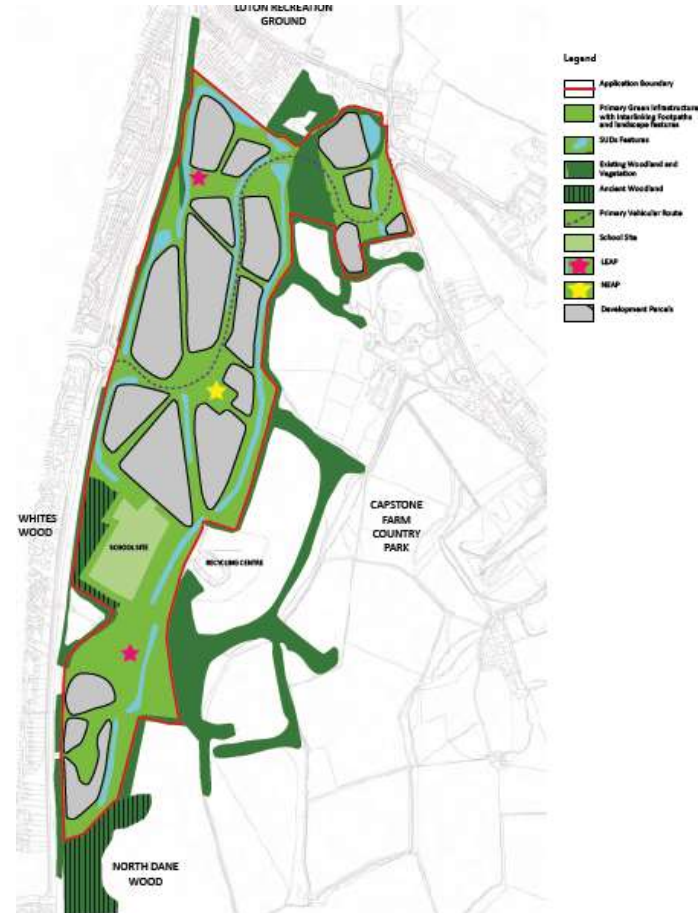 LUTON RECREATION
GROUND
Legend
Application Boundary
Primary Green Infrastructure
with interlinking Footpaths
and landscape features
SUDs Features
Existing Woodland and
Vegetation
Ancient Woodland
Primary Vehicular Route
School Site
LEAP
NEAP
Development Parcels
WHITES
WOOD
CAPSTONE
FARM
COUNTRY
PARK
SCHOOL SITE
RECYCLING CENTRE
NORTH DANE
WOOD